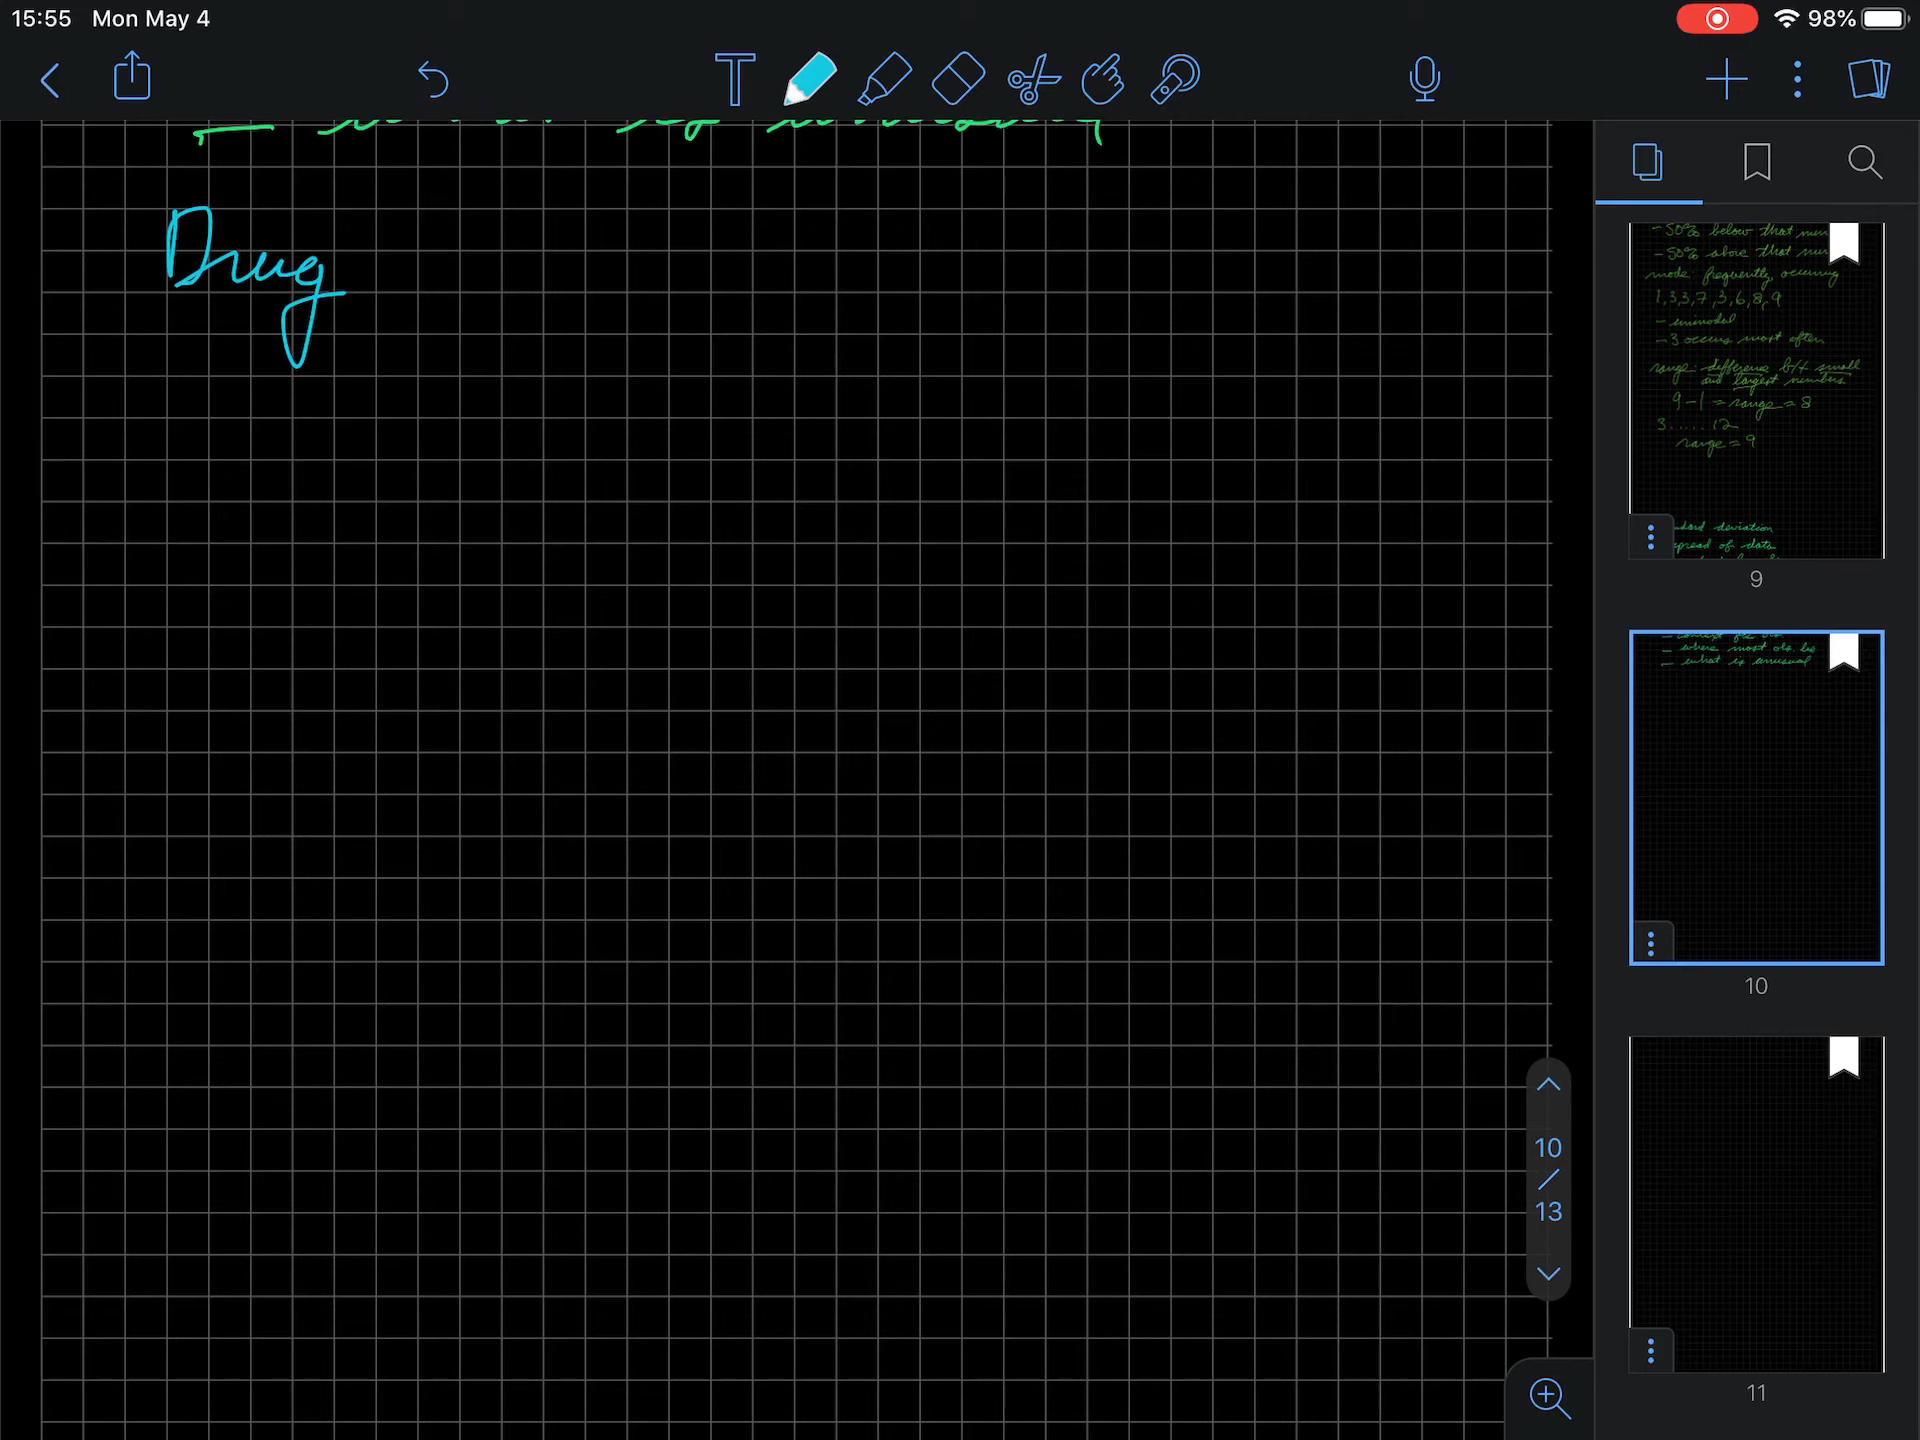 15:55 Mon May 4
98%
Drug
- 50% below that num
- 50% above that num
mode: frequently occurring
1,3,3,7,3,6,8,9
- unimodal
- 3 occurs most often
range: difference b/t small
and largest numbers
9-1 = range = 8
3.....12
range = 9
deviation
spread of data
9
- where most obs. lie
- what is unusual
10
11
10
/
13